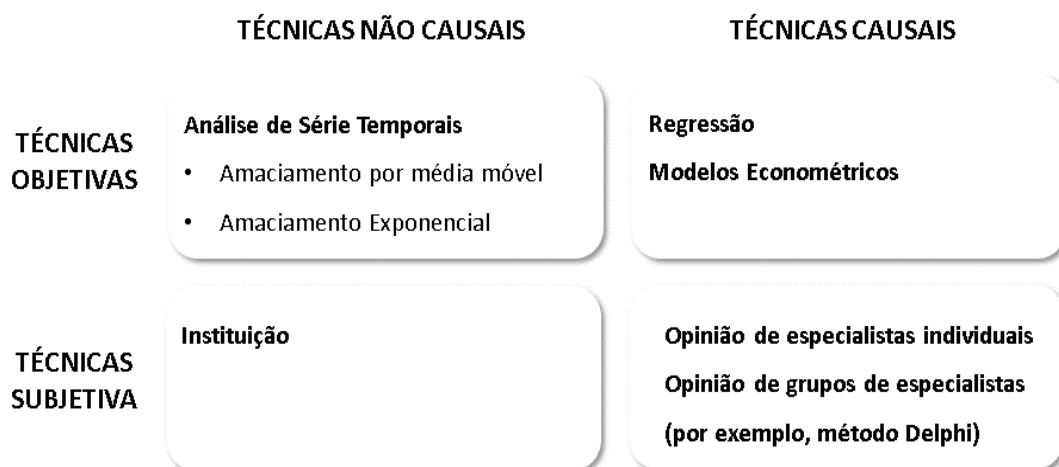 TÉCNICAS NÃO CAUSAIS
TÉCNICAS CAUSAIS
TÉCNICAS
OBJETIVAS
Análise de Série Temporais
• Amaciamento por média móvel
• Amaciamento Exponencial
Regressão
Modelos Econométricos
TÉCNICAS
SUBJETIVA
Instituição
Opinião de especialistas individuais
Opinião de grupos de especialistas
(por exemplo, método Delphi)